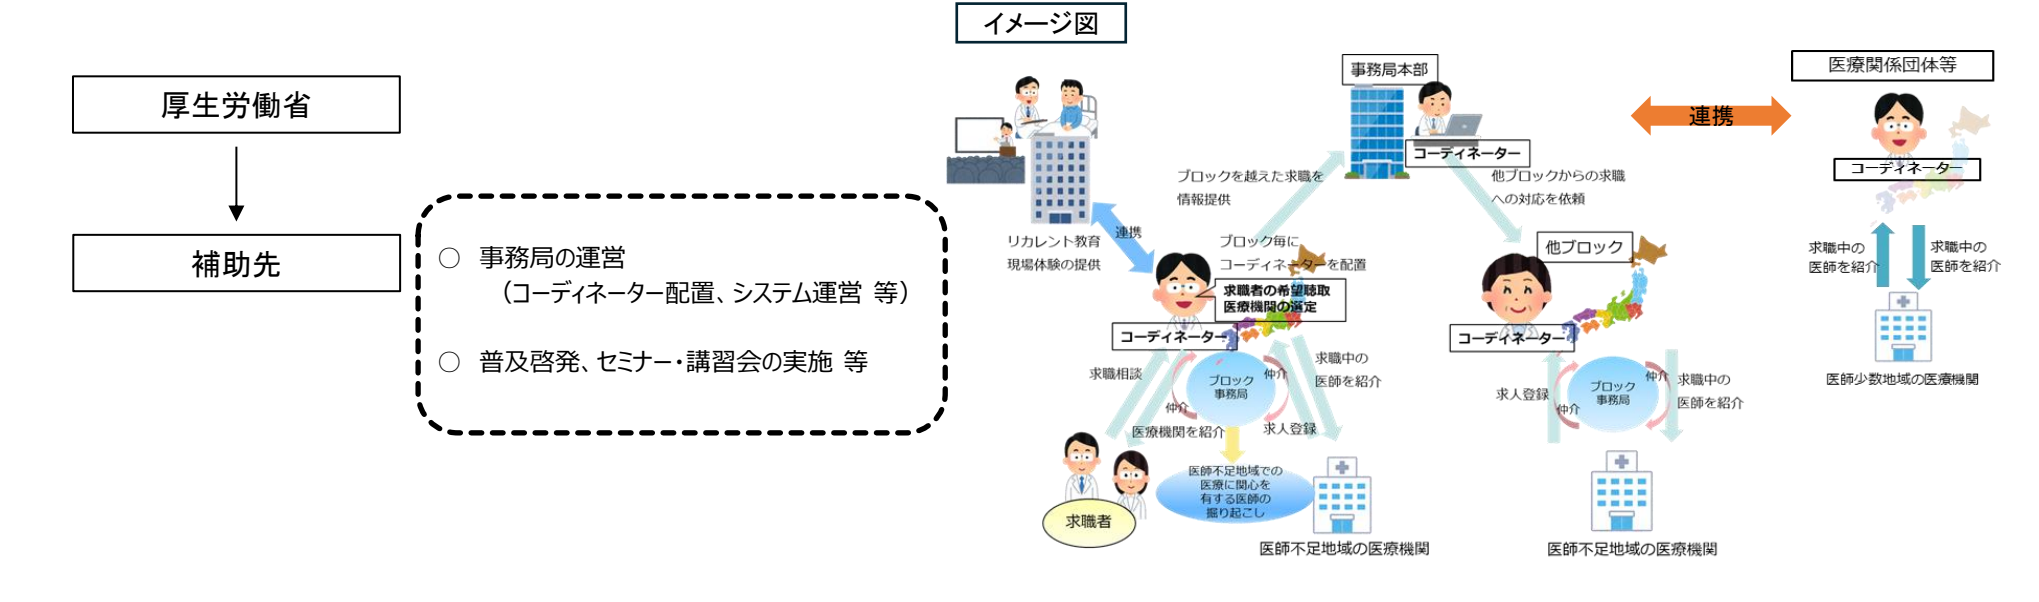 イメージ図
厚生労働省
補助先
○ 事務局の運営
（コーディネーター配置、システム運営 等）
○ 普及啓発、セミナー・講習会の実施 等
事務局本部
コーディネーター
ブロックを越えた求職を
情報提供
他ブロックからの求職
への対応を依頼
連携
医療関係団体等
コーディネーター
求職中の
医師を紹介
求職中の
医師を紹介
医師少数地域の医療機関
リカレント教育
現場体験の提供
連携
ブロック毎に
コーディネーターを配置
求職者の希望聴取
医療機関の選定
コーディネーター
求職相談
ブロック
事務局
仲介
仲介
求職中の
医師を紹介
医療機関を紹介
求人登録
医師不足地域での
医療に関心を
有する医師の
掘り起こし
求職者
医師不足地域の医療機関
他ブロック
コーディネーター
求人登録
ブロック
事務局
仲介
仲介
求職中の
医師を紹介
医師不足地域の医療機関